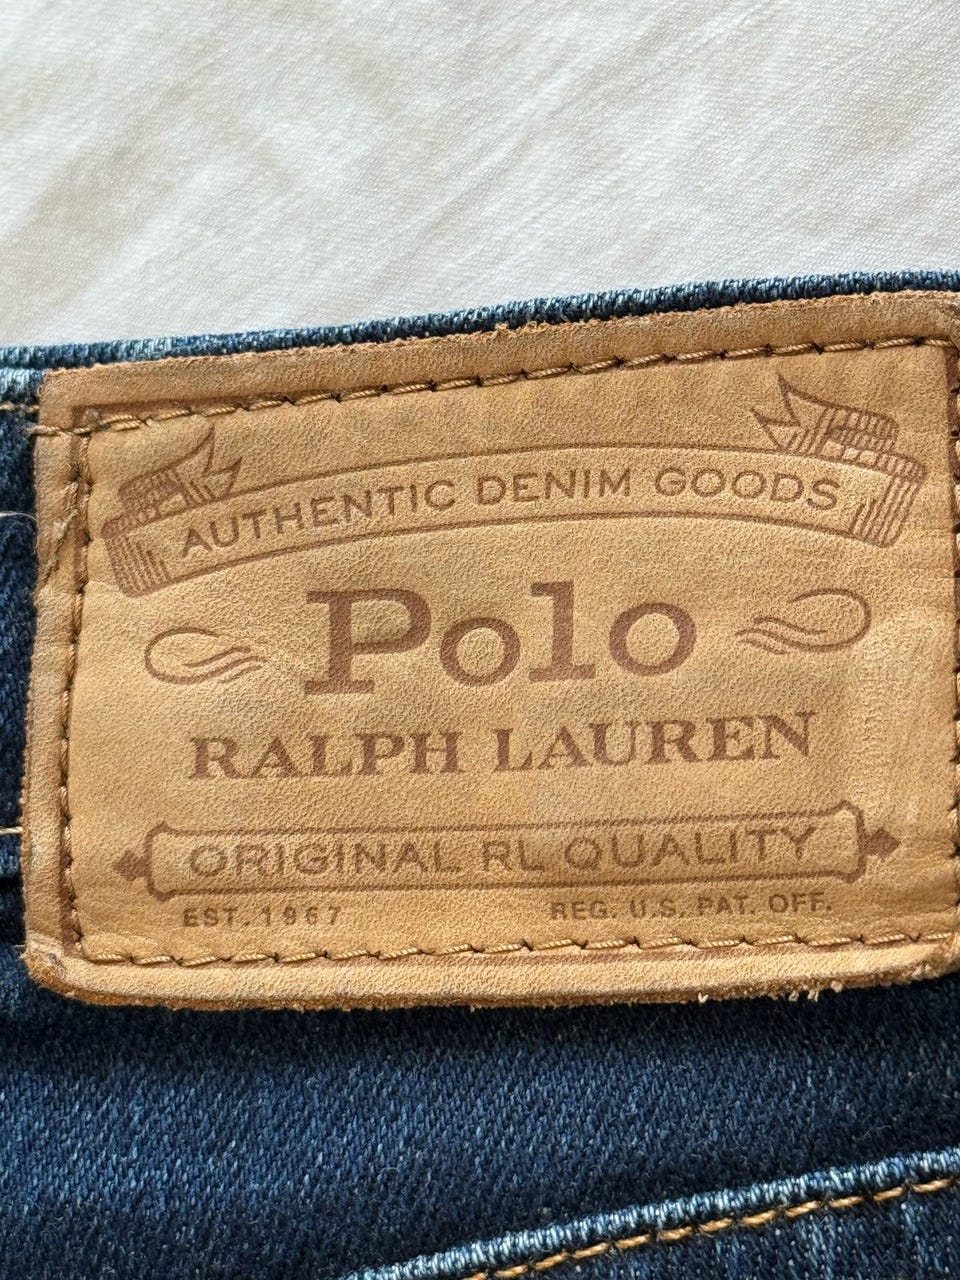 AUTHENTIC DENIM GOODS
Polo
RALPH LAUREN
ORIGINAL RL QUALITY
EST. 1967 REG. U.S. PAT. OFF.